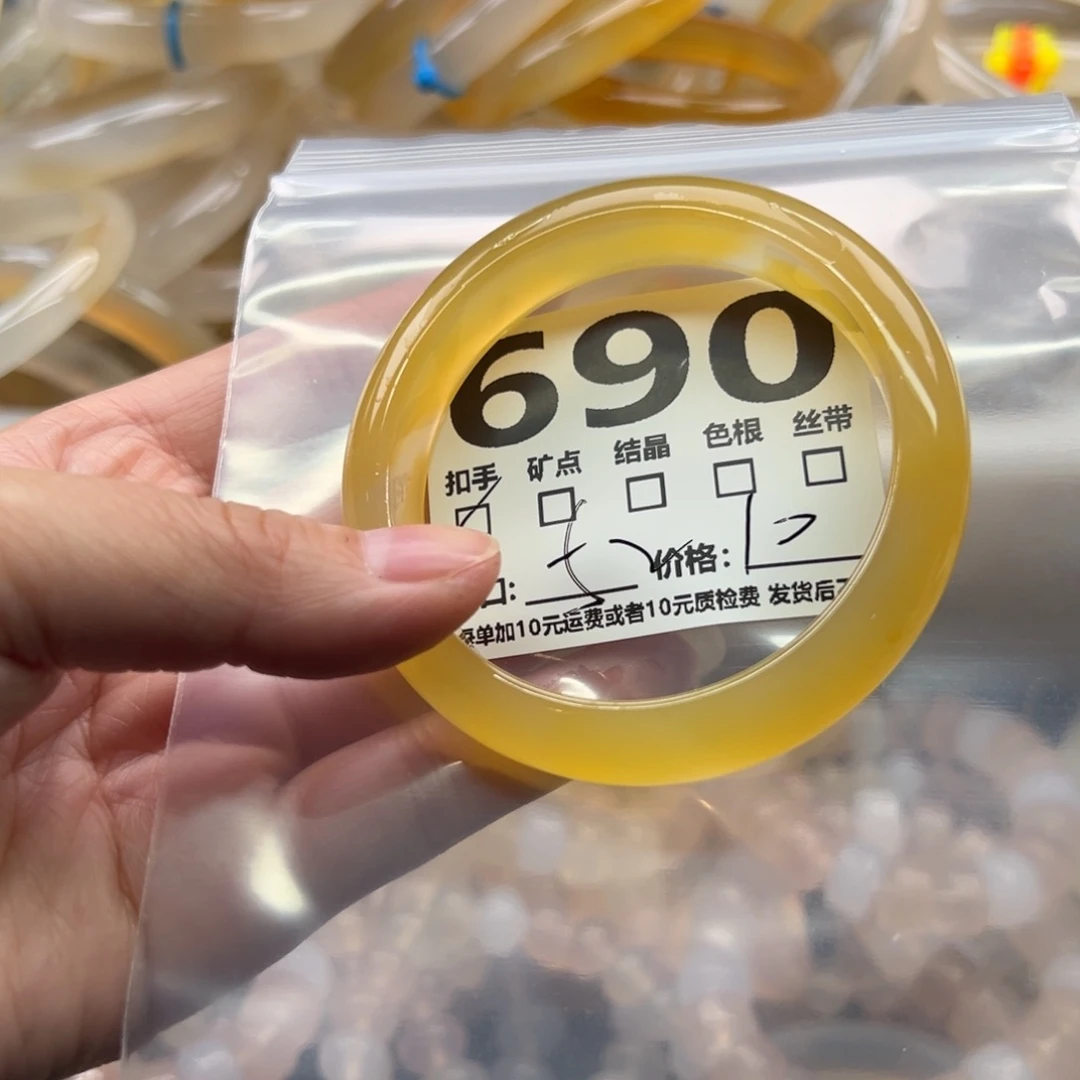 690
扣手 矿点 结晶 色根 丝带
口: 价格:
单加10元运费或者10元质检费 发货后